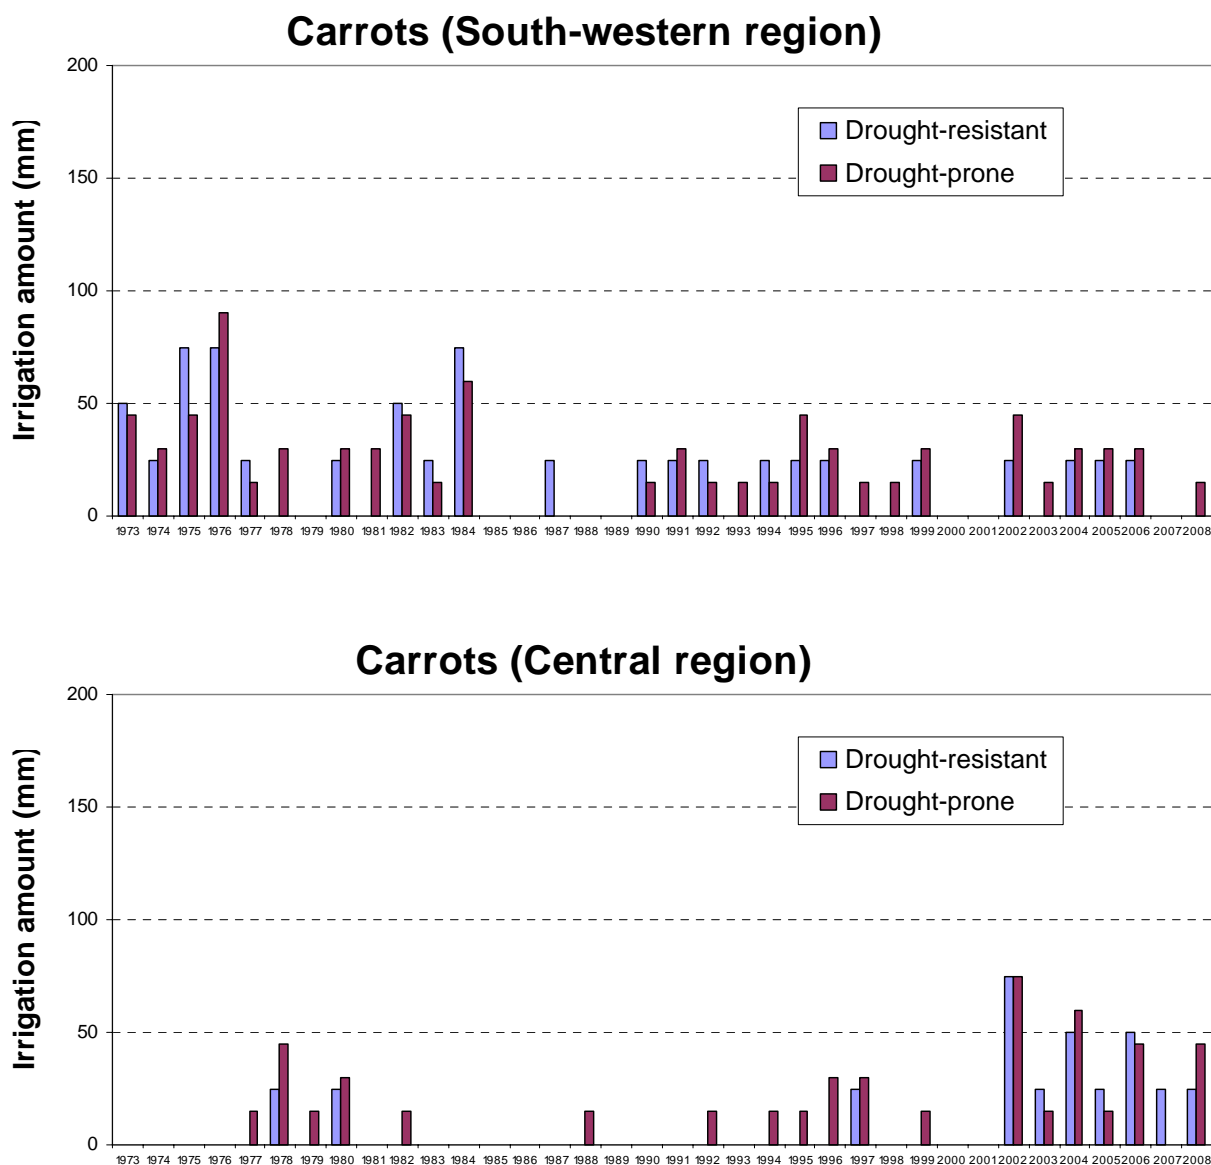 Carrots (South-western region)
200
150
100
50
0
Irrigation amount (mm)
Drought-resistant
Drought-prone
1973 1974 1975 1976 1977 1978 1979 1980 1981 1982 1983 1984 1985 1986 1987 1988 1989 1990 1991 1992 1993 1994 1995 1996 1997 1998 1999 2000 2001 2002 2003 2004 2005 2006 2007 2008
Carrots (Central region)
200
150
100
50
0
Irrigation amount (mm)
Drought-resistant
Drought-prone
1973 1974 1975 1976 1977 1978 1979 1980 1981 1982 1983 1984 1985 1986 1987 1988 1989 1990 1991 1992 1993 1994 1995 1996 1997 1998 1999 2000 2001 2002 2003 2004 2005 2006 2007 2008